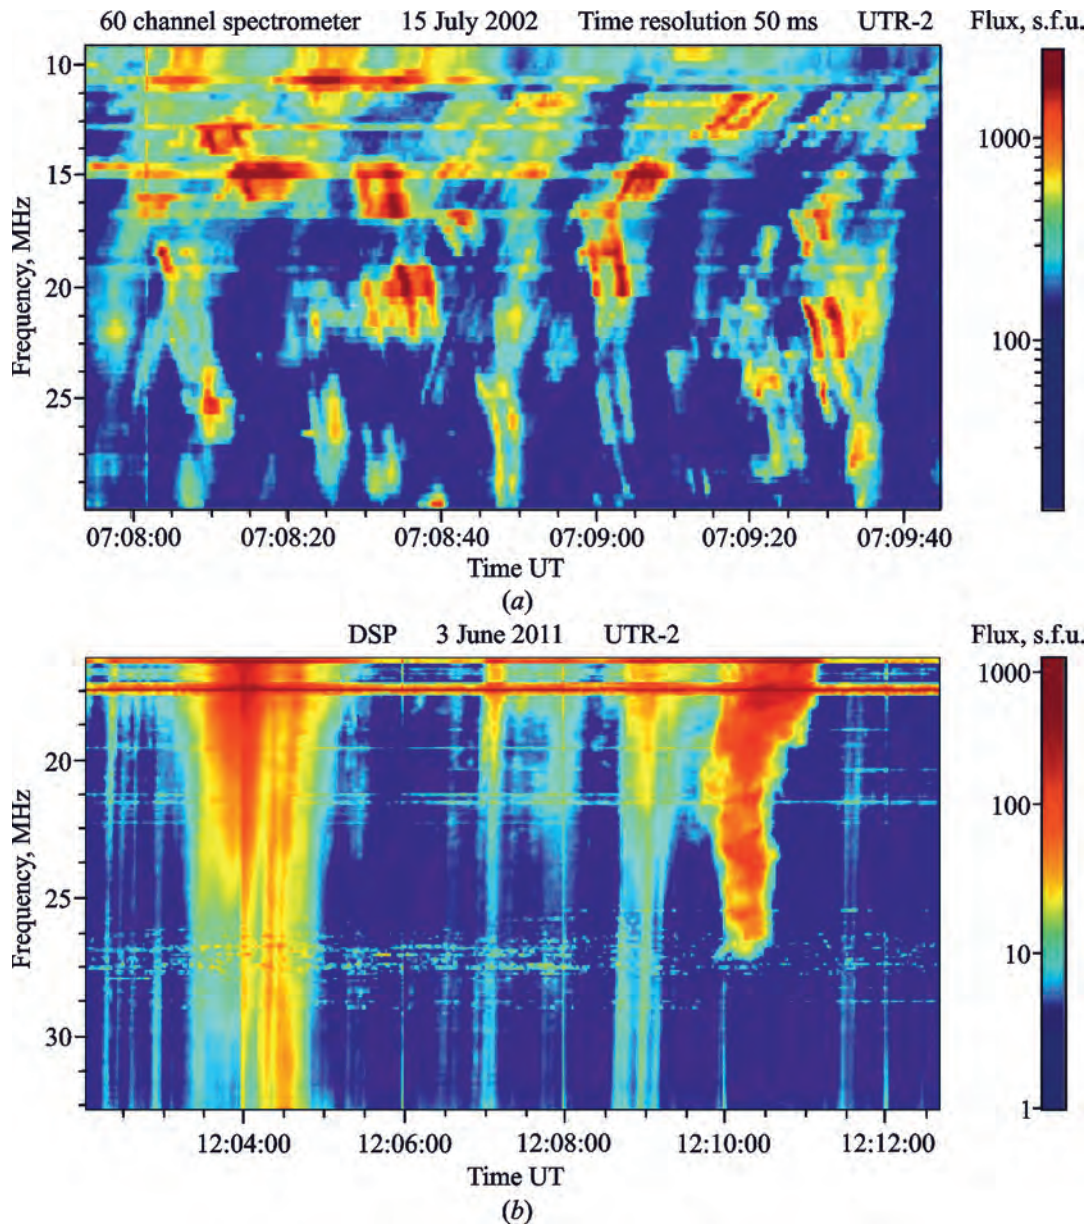 60 channel spectrometer 15 July 2002 Time resolution 50 ms UTR-2 Flux, s.f.u.
10
15
20
25
Frequency, MHz
1000
100
07:08:00 07:08:20 07:08:40 07:09:00 07:09:20 07:09:40
Time UT
(a)
DSP 3 June 2011 UTR-2 Flux, s.f.u.
20
25
30
Frequency, MHz
1000
100
10
1
12:04:00 12:06:00 12:08:00 12:10:00 12:12:00
Time UT
(b)